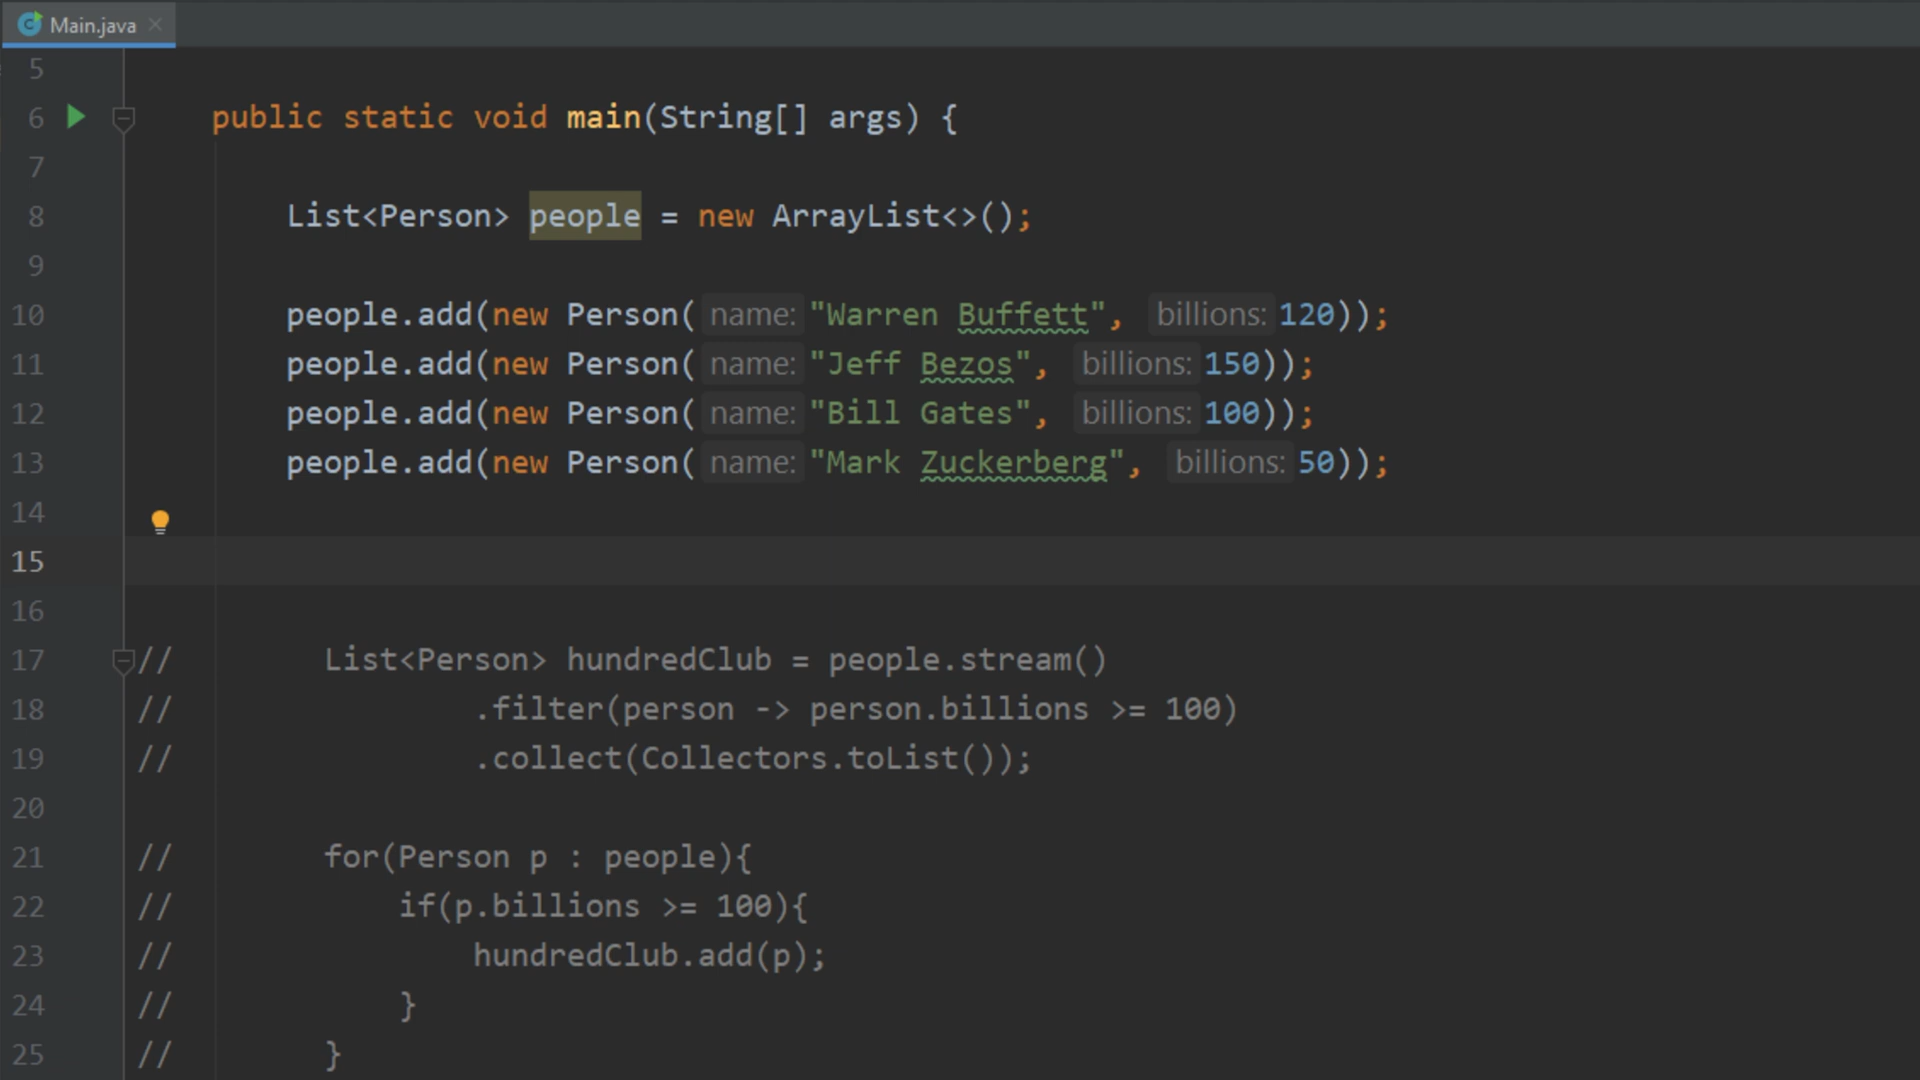 Main.java
5
6 public static void main(String[] args) {
7
8 List<Person> people = new ArrayList<>();
9
10 people.add(new Person( name: "Warren Buffett", billions: 120));
11 people.add(new Person( name: "Jeff Bezos", billions: 150));
12 people.add(new Person( name: "Bill Gates", billions: 100));
13 people.add(new Person( name: "Mark Zuckerberg", billions: 50));
14
15
16
17 // List<Person> hundredClub = people.stream()
18 // .filter(person -> person.billions >= 100)
19 // .collect(Collectors.toList());
20
21 // for(Person p : people){
22 // if(p.billions >= 100){
23 // hundredClub.add(p);
24 // }
25 // }